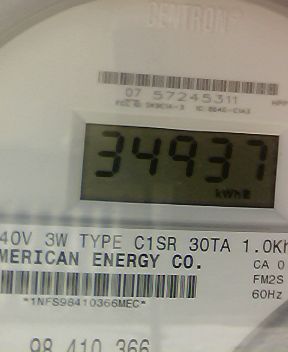 CENTRON
07 57245311
34937
kWh
40V 3W TYPE C1SR 30TA 1.0Kh
MERICAN ENERGY CO.
CA 0
FM2S
60Hz
*1NFS98410366MEC*
98 410 366